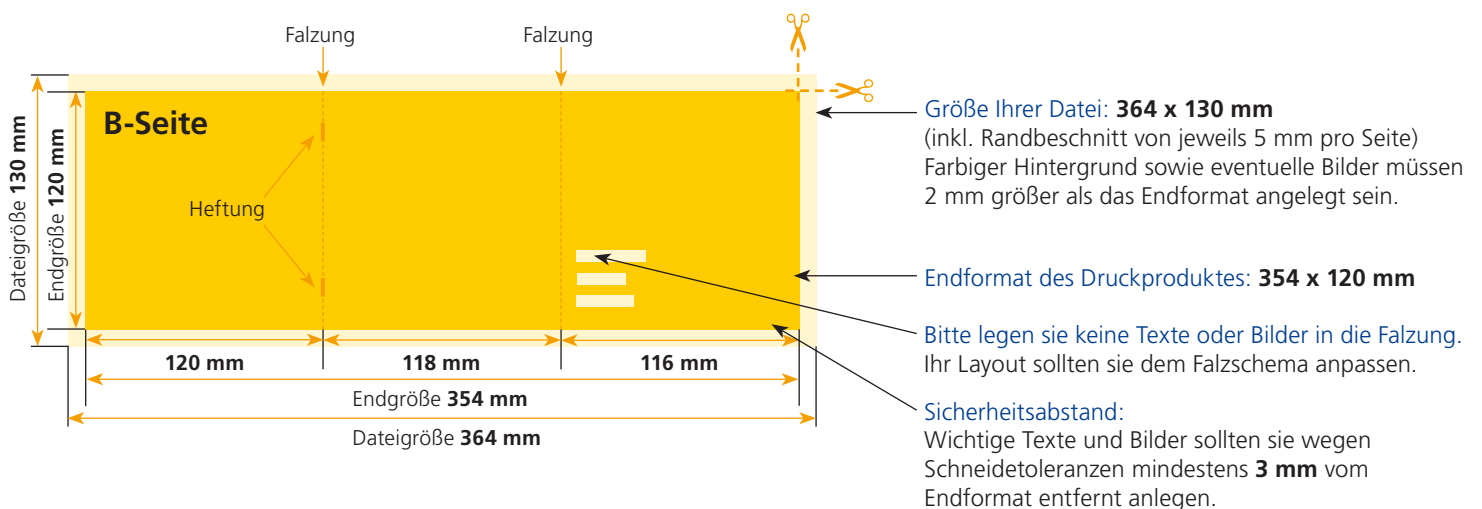 Falzung
Falzung
B-Seite
Dateigröße 130 mm
Endgröße 120 mm
Heftung
120 mm
118 mm
116 mm
Endgröße 354 mm
Dateigröße 364 mm
Größe Ihrer Datei: 364 x 130 mm
(inkl. Randbeschnitt von jeweils 5 mm pro Seite)
Farbiger Hintergrund sowie eventuelle Bilder müssen
2 mm größer als das Endformat angelegt sein.
Endformat des Druckproduktes: 354 x 120 mm
Bitte legen sie keine Texte oder Bilder in die Falzung.
Ihr Layout sollten sie dem Falzschema anpassen.
Sicherheitsabstand:
Wichtige Texte und Bilder sollten sie wegen
Schneidetoleranzen mindestens 3 mm vom
Endformat entfernt anlegen.